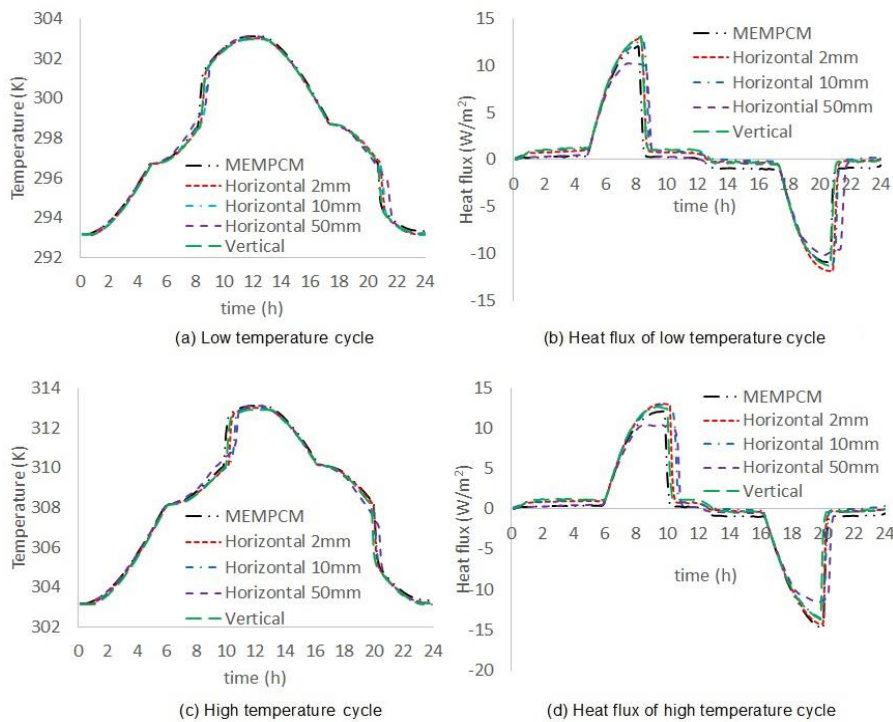 304
302
300
298
296
294
292
Temperature (K)
MEMPCM
Horizontal 2mm
Horizontal 10mm
Horizontal 50mm
Vertical
0 2 4 6 8 10 12 14 16 18 20 22 24
time (h)
(a) Low temperature cycle
15
10
5
0
-5
-10
-15
Heat flux (W/m²)
MEMPCM
Horizontal 2mm
Horizontal 10mm
Horizontial 50mm
Vertical
0 2 4 6 8 10 12 14 16 18 20 22 24
time (h)
(b) Heat flux of low temperature cycle
314
312
310
308
306
304
302
Temperature (K)
MEMPCM
Horizontal 2mm
Horizontal 10mm
Horizontal 50mm
Vertical
0 2 4 6 8 10 12 14 16 18 20 22 24
time (h)
(c) High temperature cycle
15
10
5
0
-5
-10
-15
-20
Heat flux (W/m²)
MEMPCM
Horizontal 2mm
Horizontal 10mm
Horizontal 50mm
Vertical
0 2 4 6 8 10 12 14 16 18 20 22 24
time (h)
(d) Heat flux of high temperature cycle